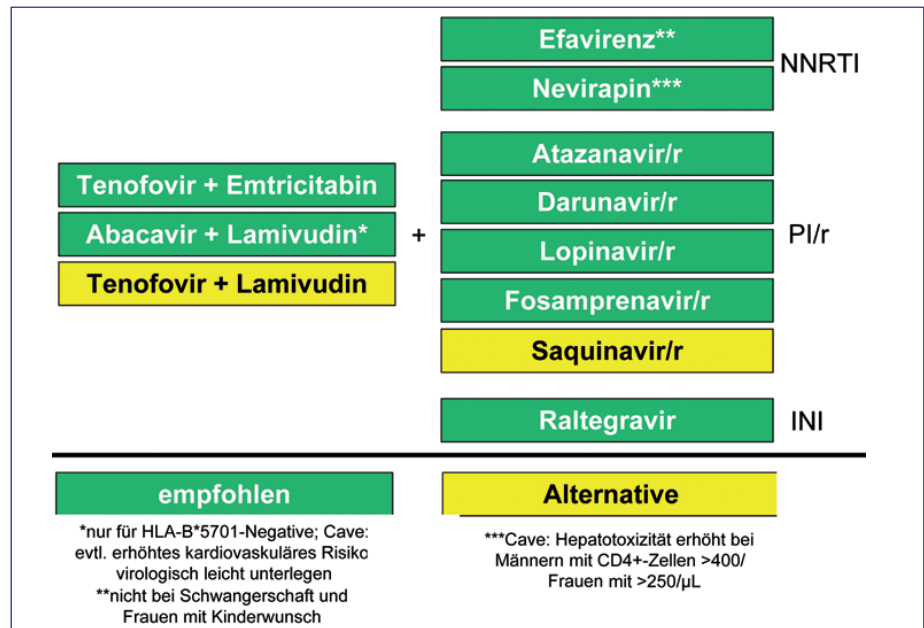 Efavirenz**
NNRTI
Nevirapin***
Atazanavir/r
Tenofovir + Emtricitabin
Darunavir/r
Abacavir + Lamivudin*
+
Lopinavir/r
PI/r
Tenofovir + Lamivudin
Fosamprenavir/r
Saquinavir/r
Raltegravir
INI
empfohlen
Alternative
*nur für HLA-B*5701-Negative; Cave:
evtl. erhöhtes kardiovaskuläres Risiko
virologisch leicht unterlegen
**nicht bei Schwangerschaft und
Frauen mit Kinderwunsch
***Cave: Hepatotoxizität erhöht bei
Männern mit CD4+-Zellen >400/
Frauen mit >250/µL